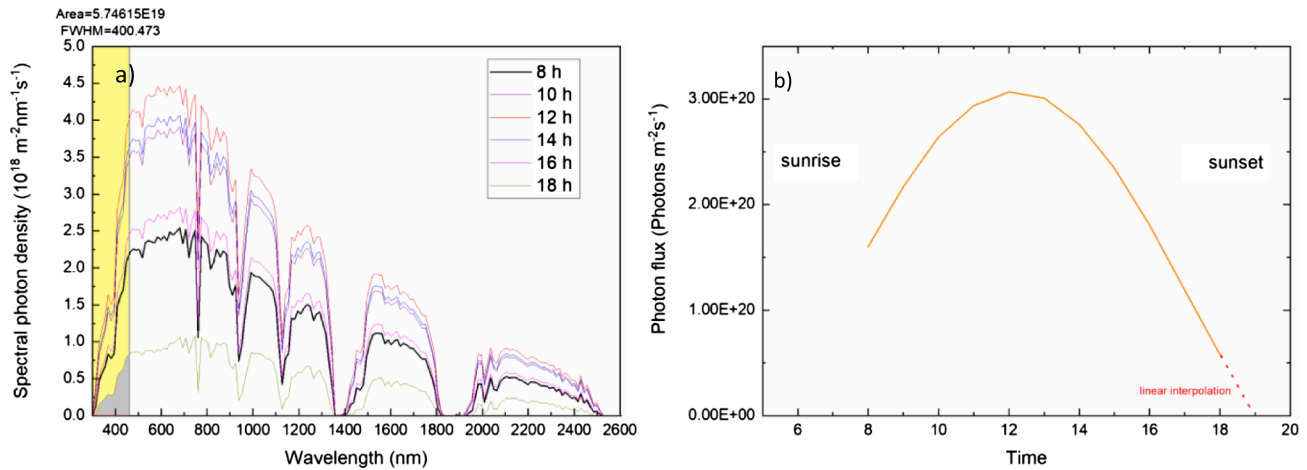 Area=5.74615E19
FWHM=400.473
a)
8 h
10 h
12 h
14 h
16 h
18 h
5.0
4.5
4.0
3.5
3.0
2.5
2.0
1.5
1.0
0.5
0.0
Spectral photon density (10¹⁸ m⁻²nm⁻¹s⁻¹)
400 600 800 1000 1200 1400 1600 1800 2000 2200 2400 2600
Wavelength (nm)
b)
sunrise
sunset
linear interpolation
3.00E+20
2.00E+20
1.00E+20
0.00E+00
Photon flux (Photons m⁻²s⁻¹)
6 8 10 12 14 16 18 20
Time